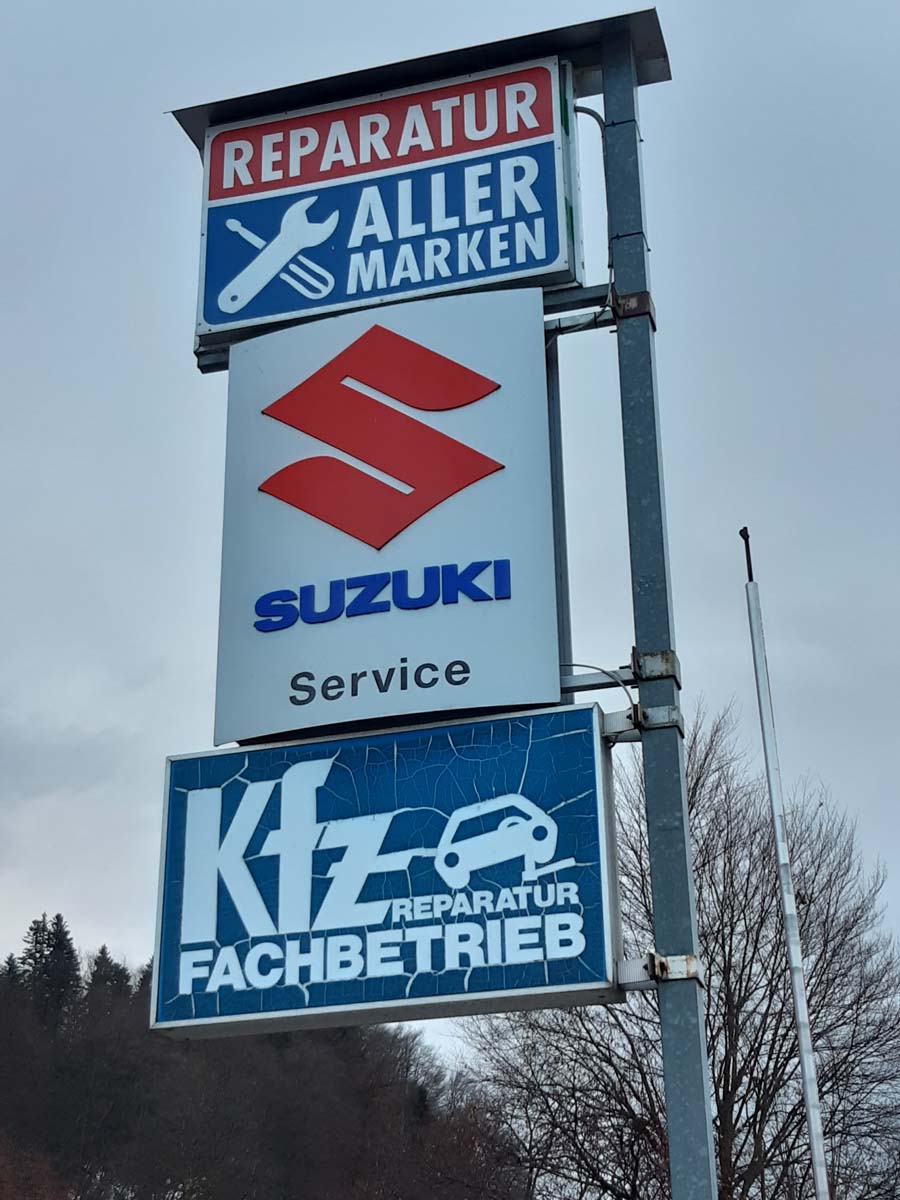 REPARATUR
ALLER
MARKEN
SUZUKI
Service
Kfz
REPARATUR
FACHBETRIEB